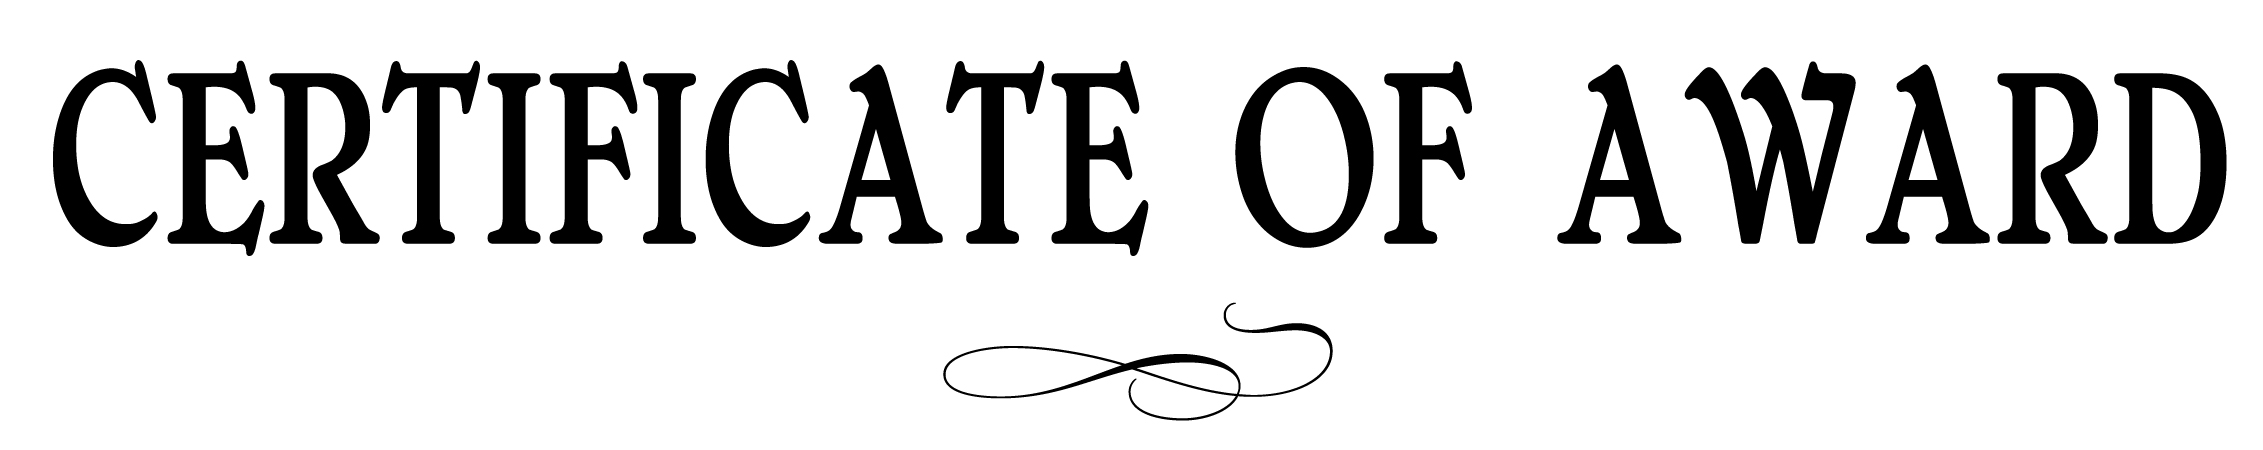 CERTIFICATE OF AWARD